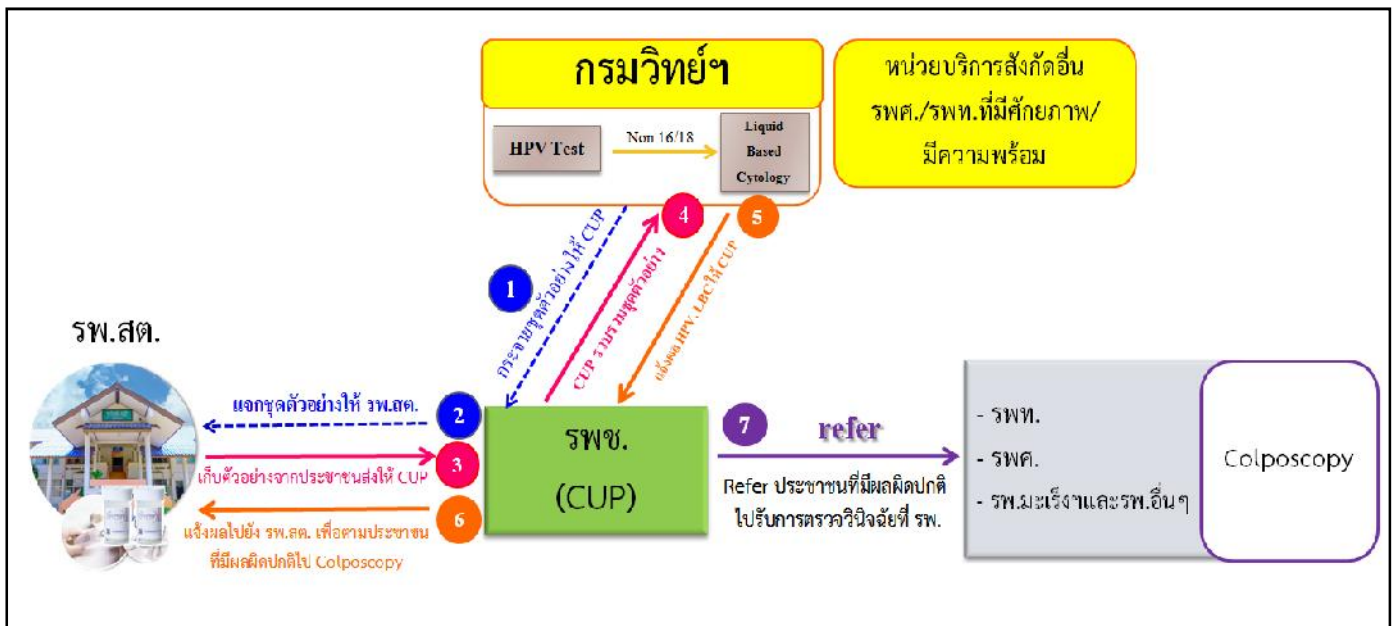 กรมวิทย์ฯ
HPV Test
Non 16/18
Liquid
Based
Cytology
หน่วยบริการสังกัดอื่น
รพศ./รพท.ที่มีศักยภาพ/
มีความพร้อม
1
กระจายชุดตัวอย่างให้ CUP
4
CUP รวบรวมชุดตัวอย่าง
5
แจ้งผล HPV, LBC ให้ CUP
รพ.สต.
แจกชุดตัวอย่างให้ รพ.สต.
2
เก็บตัวอย่างจากประชาชนส่งให้ CUP
3
แจ้งผลไปยัง รพ.สต. เพื่อตามประชาชน
ที่มีผลผิดปกติไป Colposcopy
6
รพช.
(CUP)
7
refer
Refer ประชาชนที่มีผลผิดปกติ
ไปรับการตรวจวินิจฉัยที่ รพ.
- รพท.
- รพศ.
- รพ.มะเร็งฯและรพ.อื่นๆ
Colposcopy